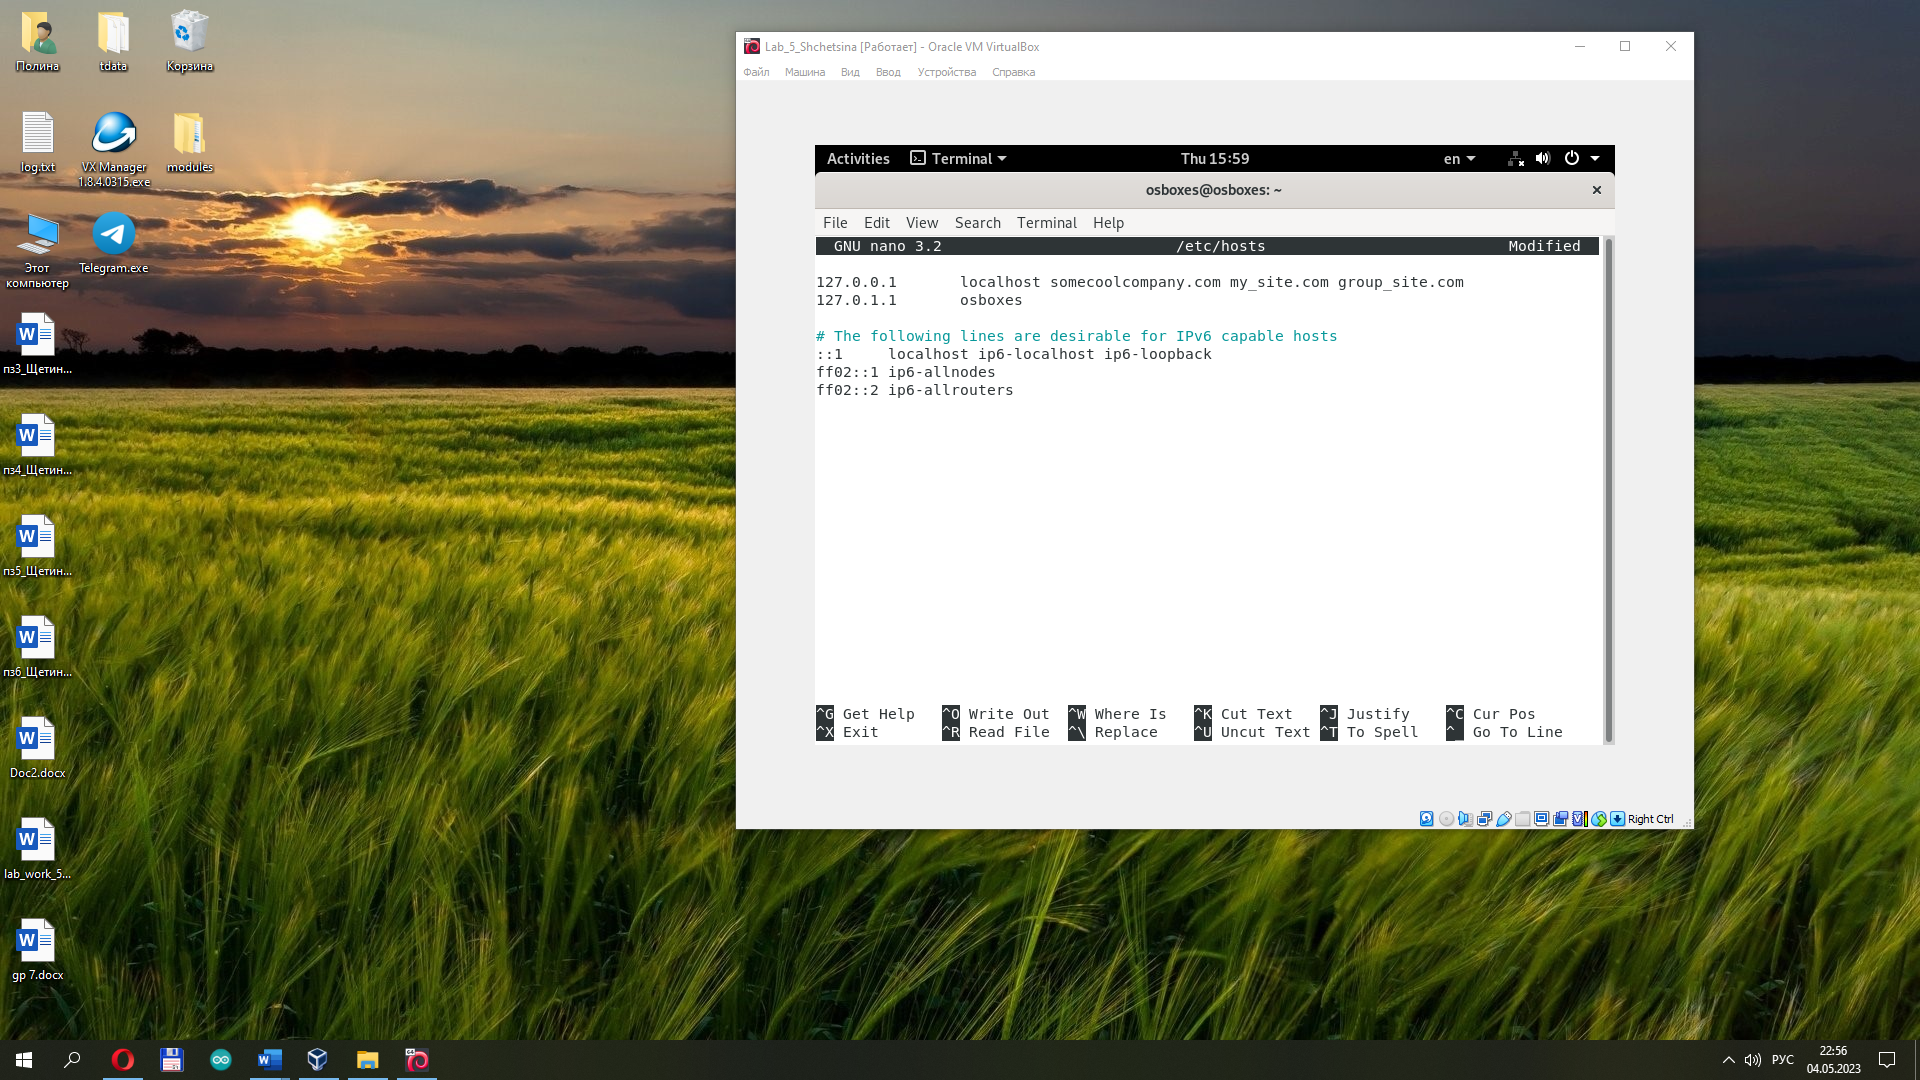 Полина
tdata
Корзина
log.txt
VX Manager
1.8.4.0315.exe
modules
Этот
компьютер
Telegram.exe
пз3_Щетин...
пз4_Щетин...
пз5_Щетин...
пз6_Щетин...
Doc2.docx
lab_work_5...
gp 7.docx
Lab_5_Shchetsina [Работает] - Oracle VM VirtualBox
Файл Машина Вид Ввод Устройства Справка
Activities Terminal Thu 15:59 en
osboxes@osboxes: ~
File Edit View Search Terminal Help
GNU nano 3.2 /etc/hosts Modified
127.0.0.1 localhost somecoolcompany.com my_site.com group_site.com
127.0.1.1 osboxes
# The following lines are desirable for IPv6 capable hosts
::1 localhost ip6-localhost ip6-loopback
ff02::1 ip6-allnodes
ff02::2 ip6-allrouters
^G Get Help ^O Write Out ^W Where Is ^K Cut Text ^J Justify ^C Cur Pos
^X Exit ^R Read File ^\ Replace ^U Uncut Text ^T To Spell ^_ Go To Line
Right Ctrl
РУС
22:56
04.05.2023